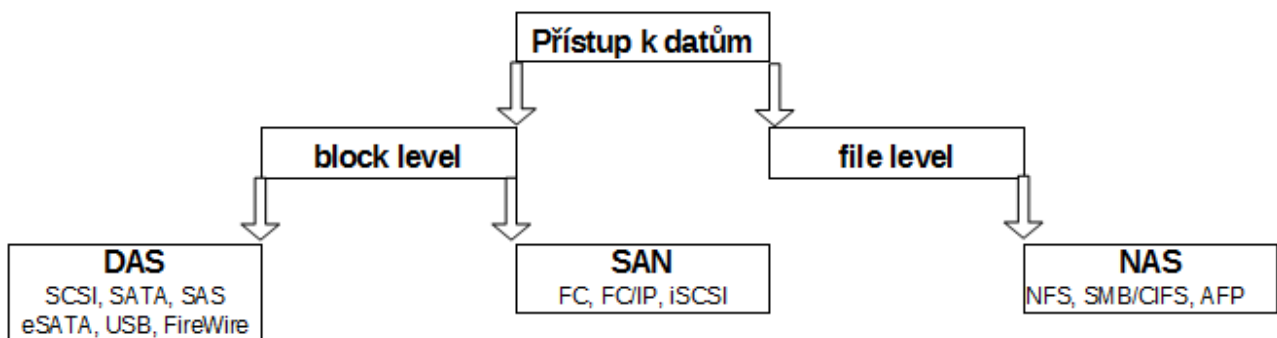 Přístup k datům
block level
file level
DAS
SCSI, SATA, SAS
eSATA, USB, FireWire
SAN
FC, FC/IP, iSCSI
NAS
NFS, SMB/CIFS, AFP